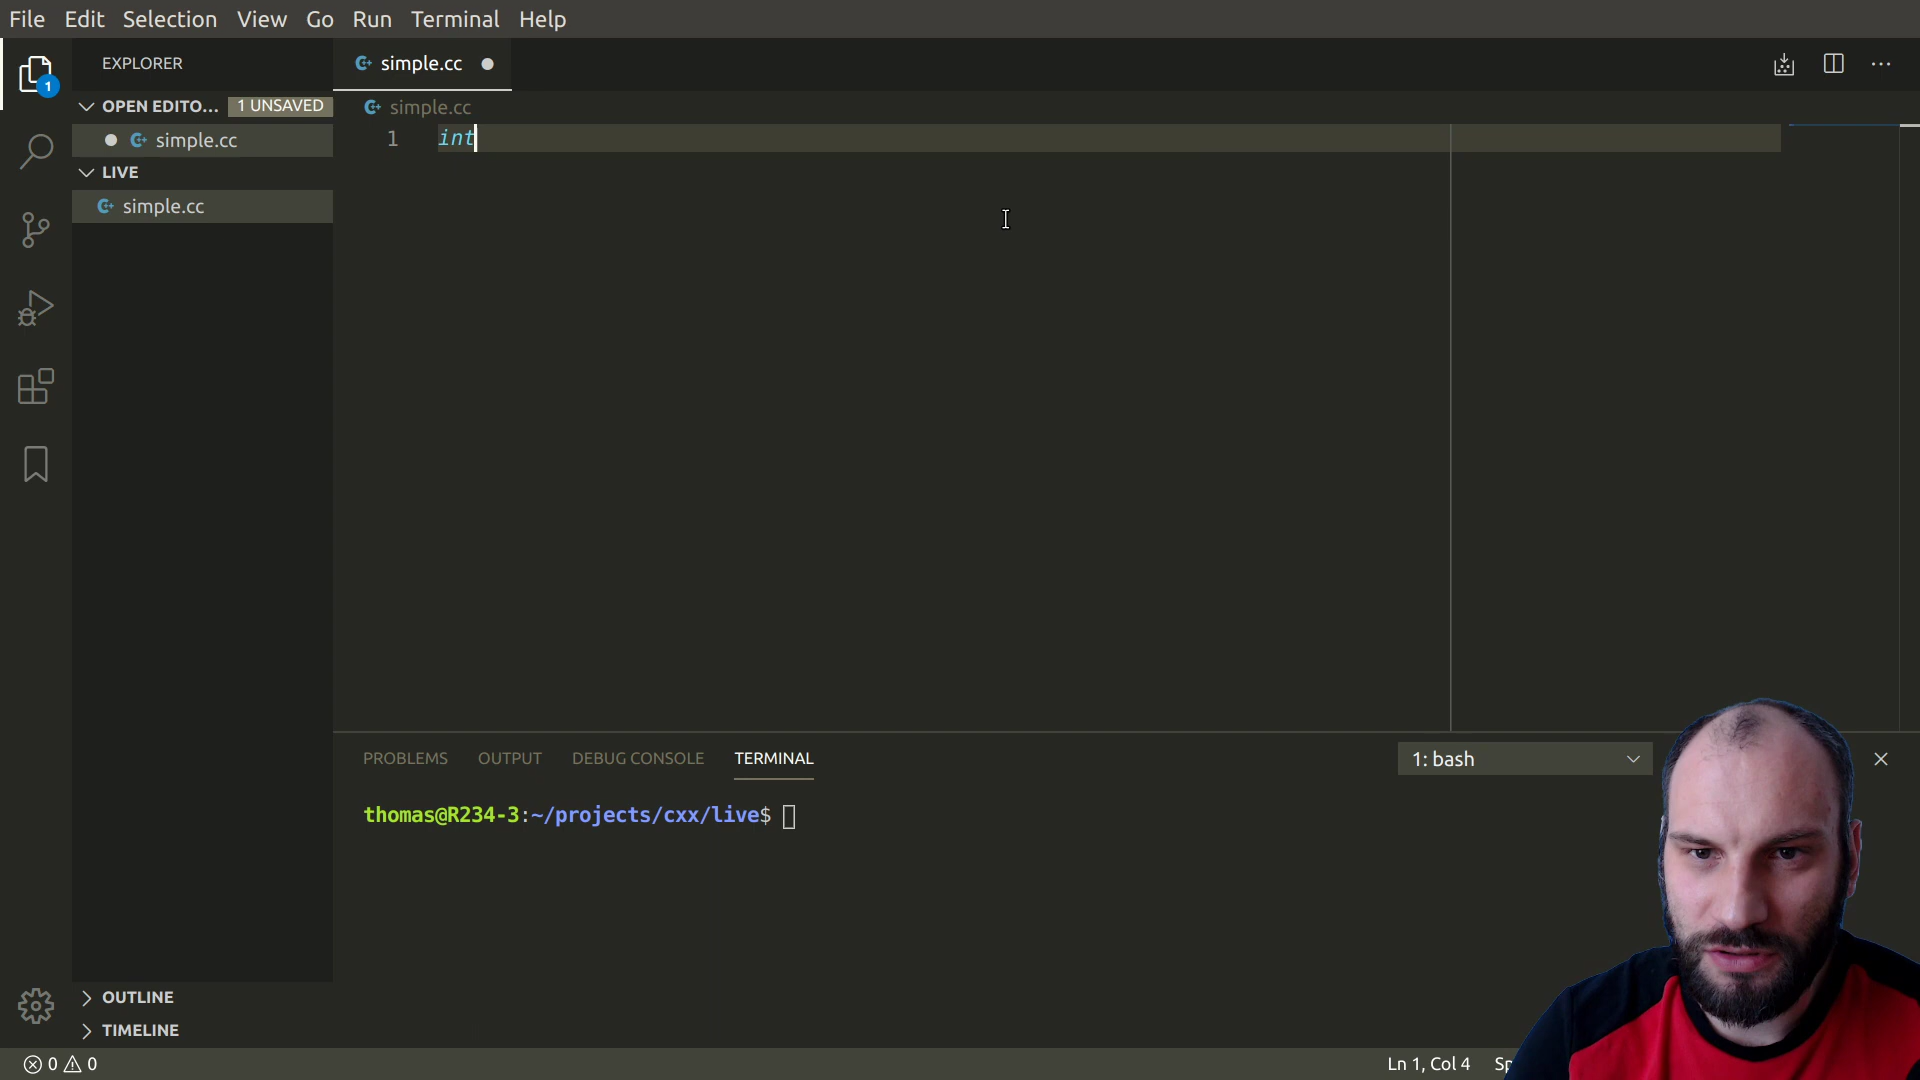 File Edit Selection View Go Run Terminal Help
EXPLORER
simple.cc
1
OPEN EDITO... 1 UNSAVED
simple.cc
simple.cc
1 int
LIVE
simple.cc
PROBLEMS OUTPUT DEBUG CONSOLE TERMINAL
1: bash
thomas@R234-3:~/projects/cxx/live$
OUTLINE
TIMELINE
0 0
Ln 1, Col 4